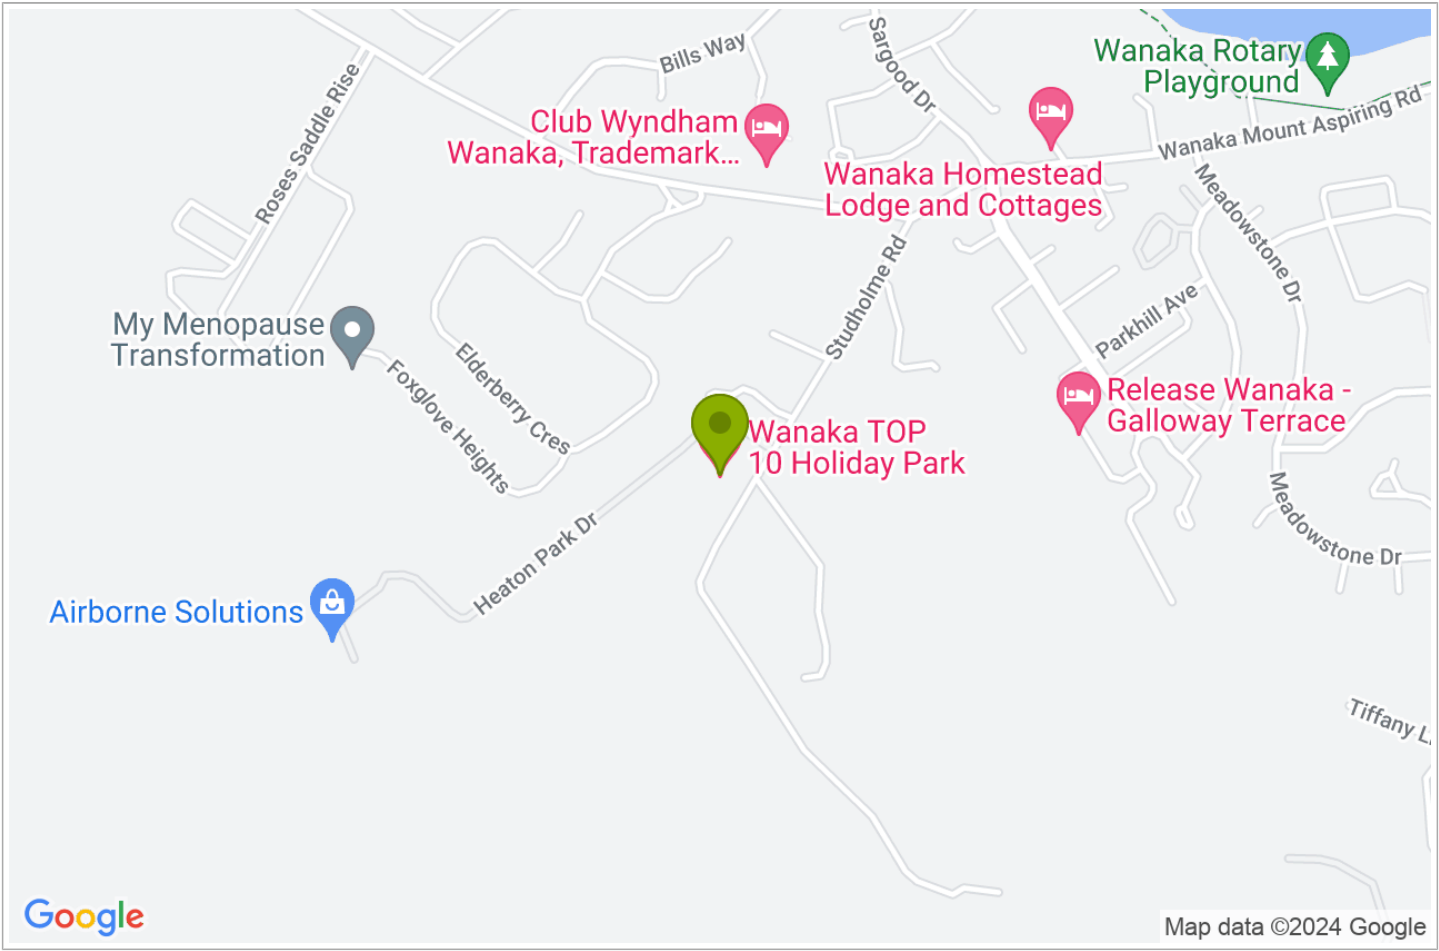 Bills Way
Sargood Dr
Wanaka Rotary
Playground
Roses Saddle Rise
Club Wyndham
Wanaka, Trademark...
Wanaka Mount Aspiring Rd
Wanaka Homestead
Lodge and Cottages
Meadowstone Dr
Studholme Rd
My Menopause
Transformation
Parkhill Ave
Foxglove Heights
Elderberry Cres
Release Wanaka -
Galloway Terrace
Wanaka TOP
10 Holiday Park
Meadowstone Dr
Heaton Park Dr
Airborne Solutions
Tiffany
Google
Map data ©2024 Google